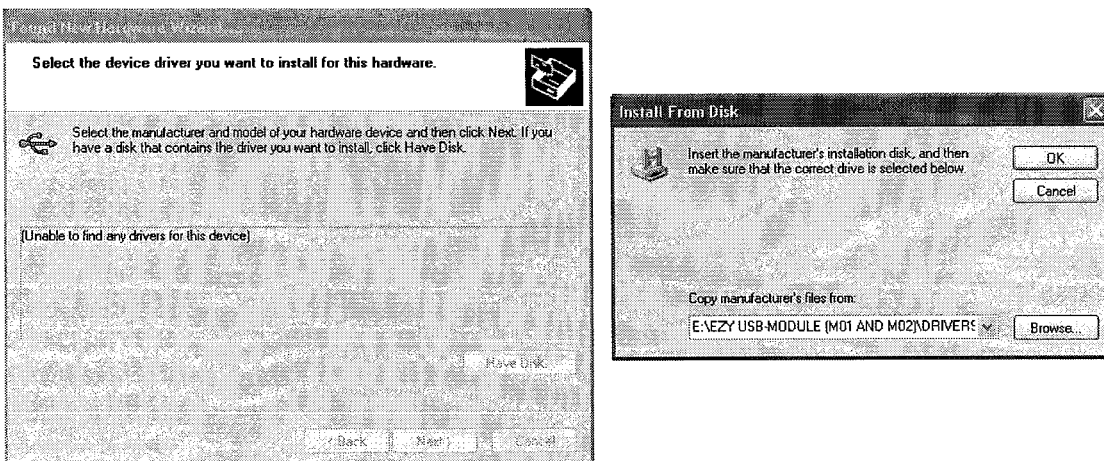 Found New Hardware Wizard
Select the device driver you want to install for this hardware.
Select the manufacturer and model of your hardware device and then click Next. If you
have a disk that contains the driver you want to install, click Have Disk.
(Unable to find any drivers for this device)
Have Disk...
< Back
Next >
Cancel
Install From Disk
Insert the manufacturer's installation disk, and then
make sure that the correct drive is selected below.
OK
Cancel
Copy manufacturer's files from:
E:\EZY USB-MODULE (M01 AND M02)\DRIVERS
Browse...